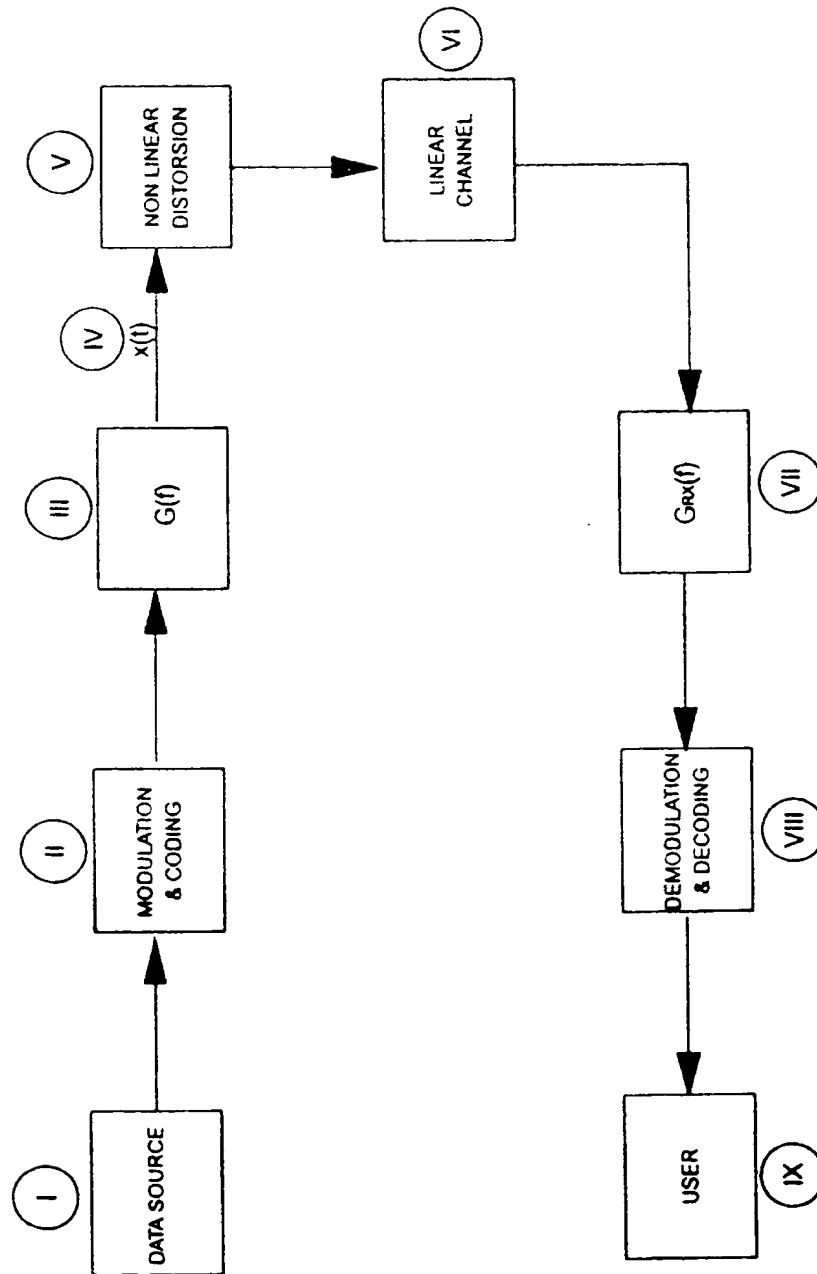 I
DATA SOURCE
II
MODULATION
& CODING
III
G(f)
IV
x(t)
V
NON LINEAR
DISTORSION
VI
LINEAR
CHANNEL
GRX(f)
VII
DEMODULATION
& DECODING
VIII
USER
IX